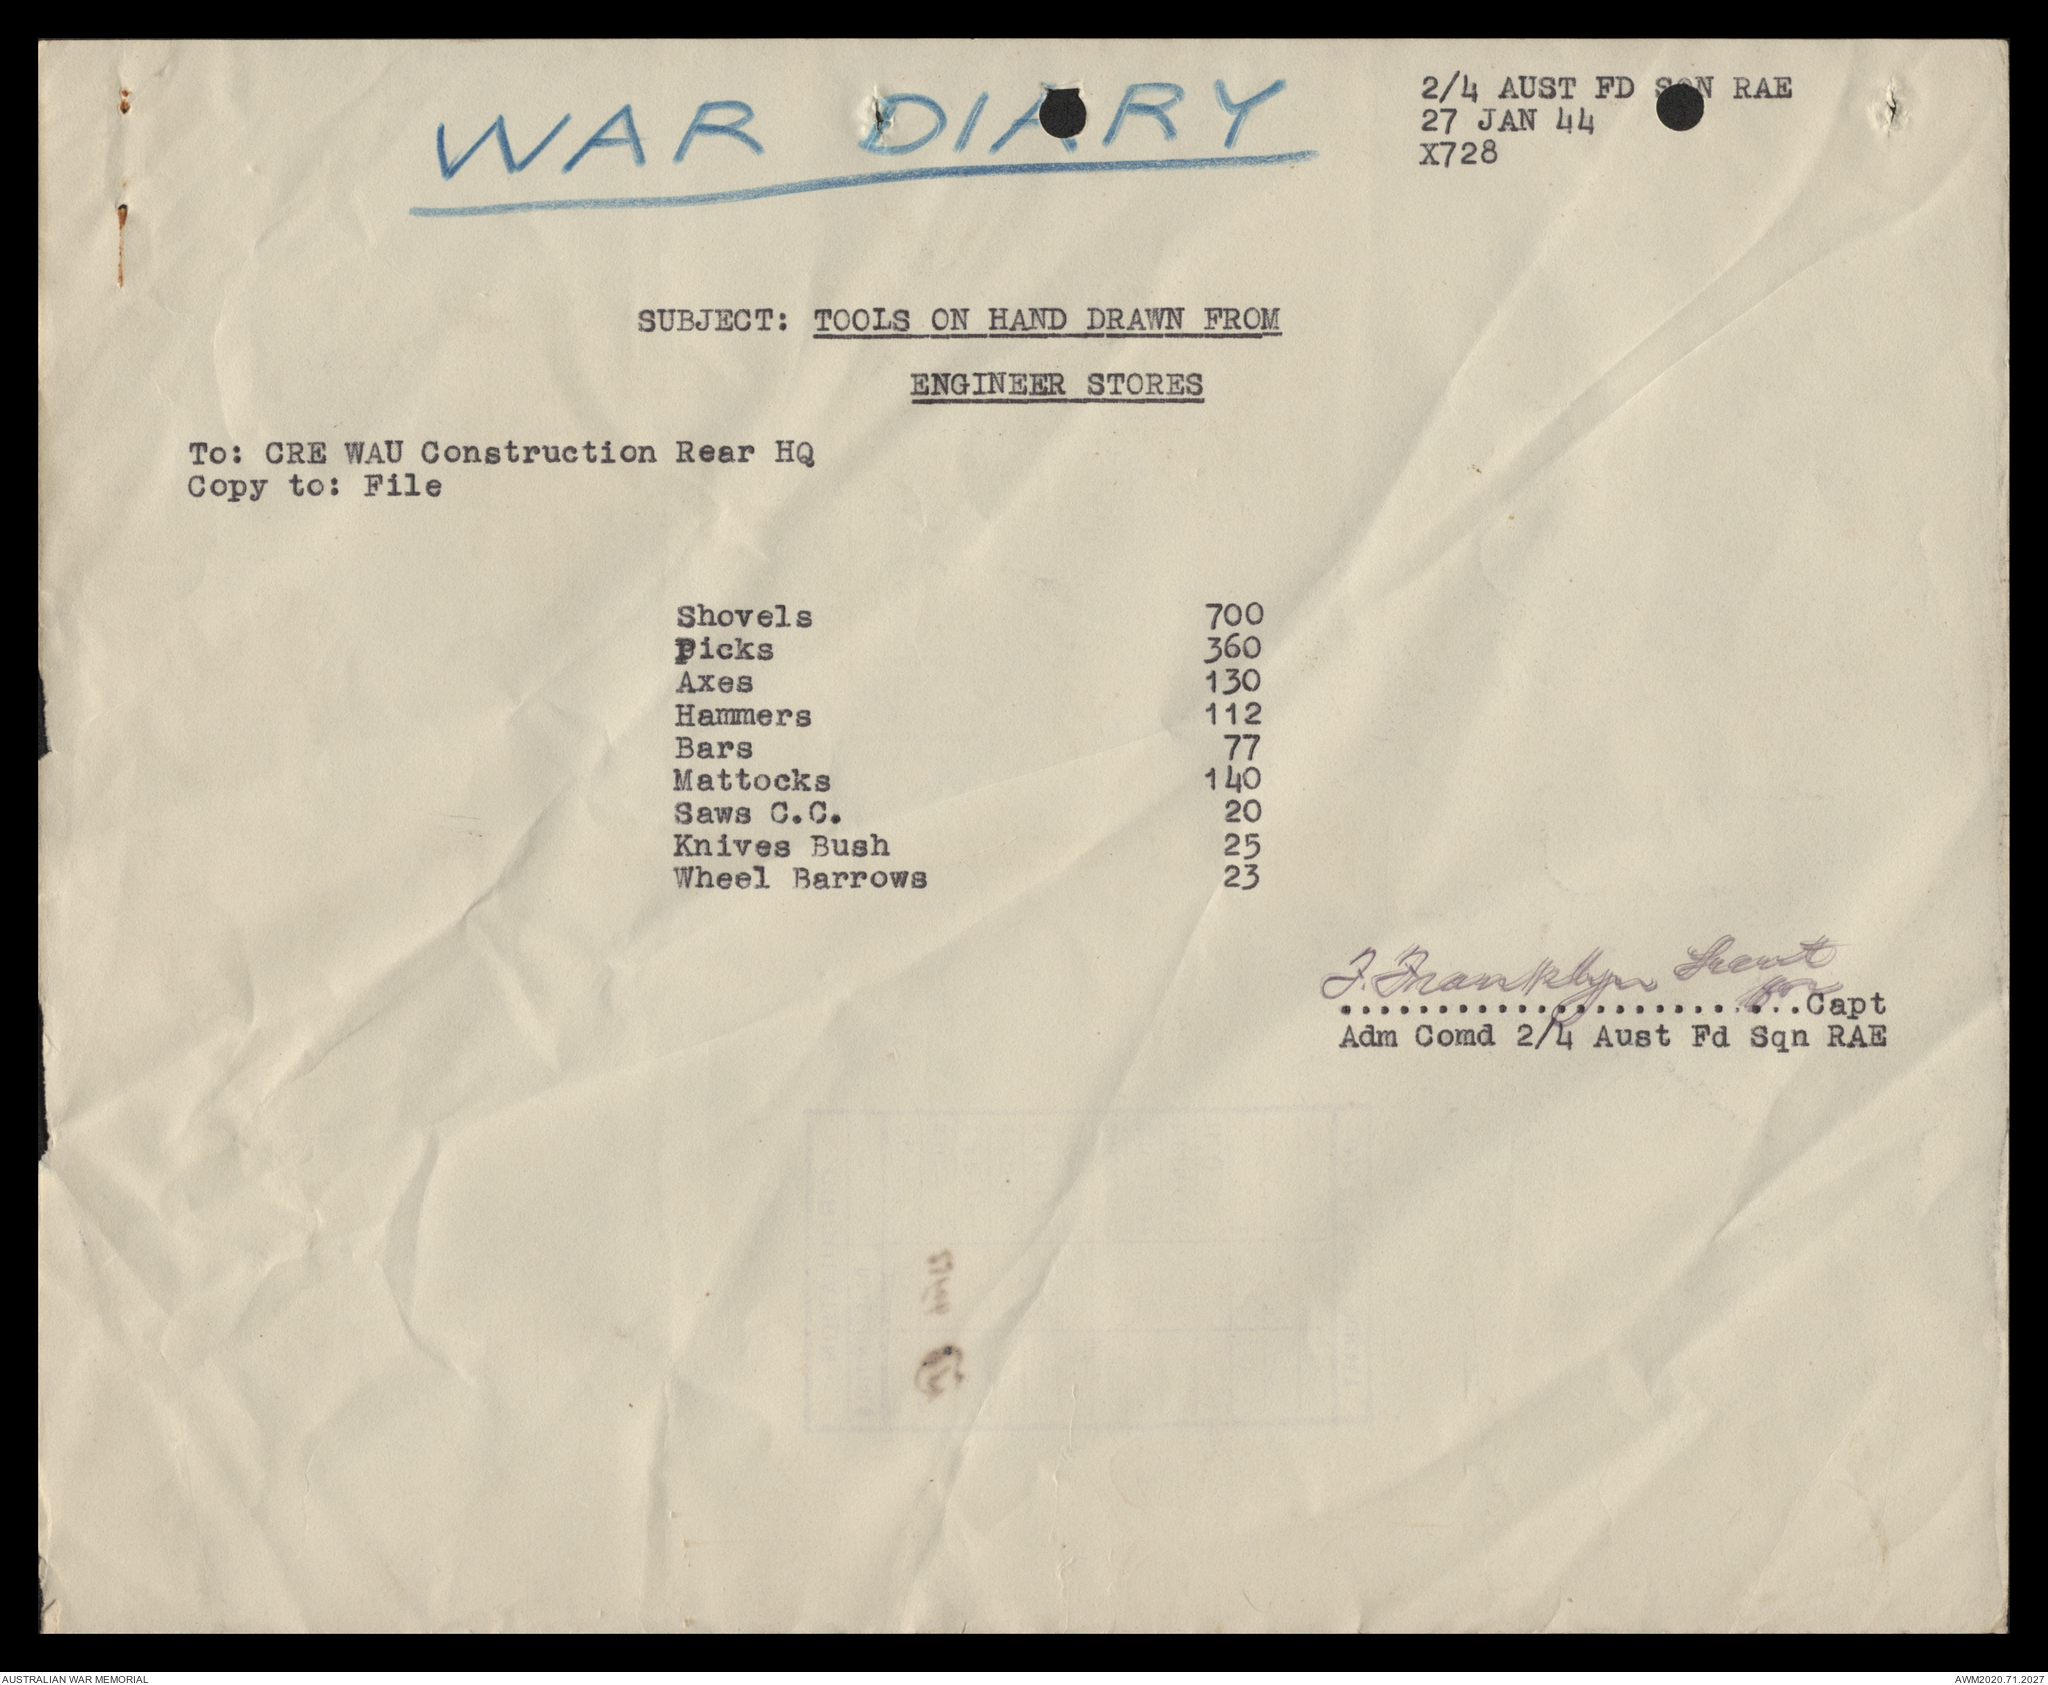 WAR DIARY
2/4 AUST FD SQN RAE
27 JAN 44
X728
SUBJECT: TOOLS ON HAND DRAWN FROM
ENGINEER STORES
To: CRE WAU Construction Rear HQ
Copy to: File
Shovels 700
Picks 360
Axes 130
Hammers 112
Bars 77
Mattocks 140
Saws C.C. 20
Knives Bush 25
Wheel Barrows 23
F. Franklyn
........................Capt
Adm Comd 2/4 Aust Fd Sqn RAE
AUSTRALIAN WAR MEMORIAL
AWM2020.71.2027